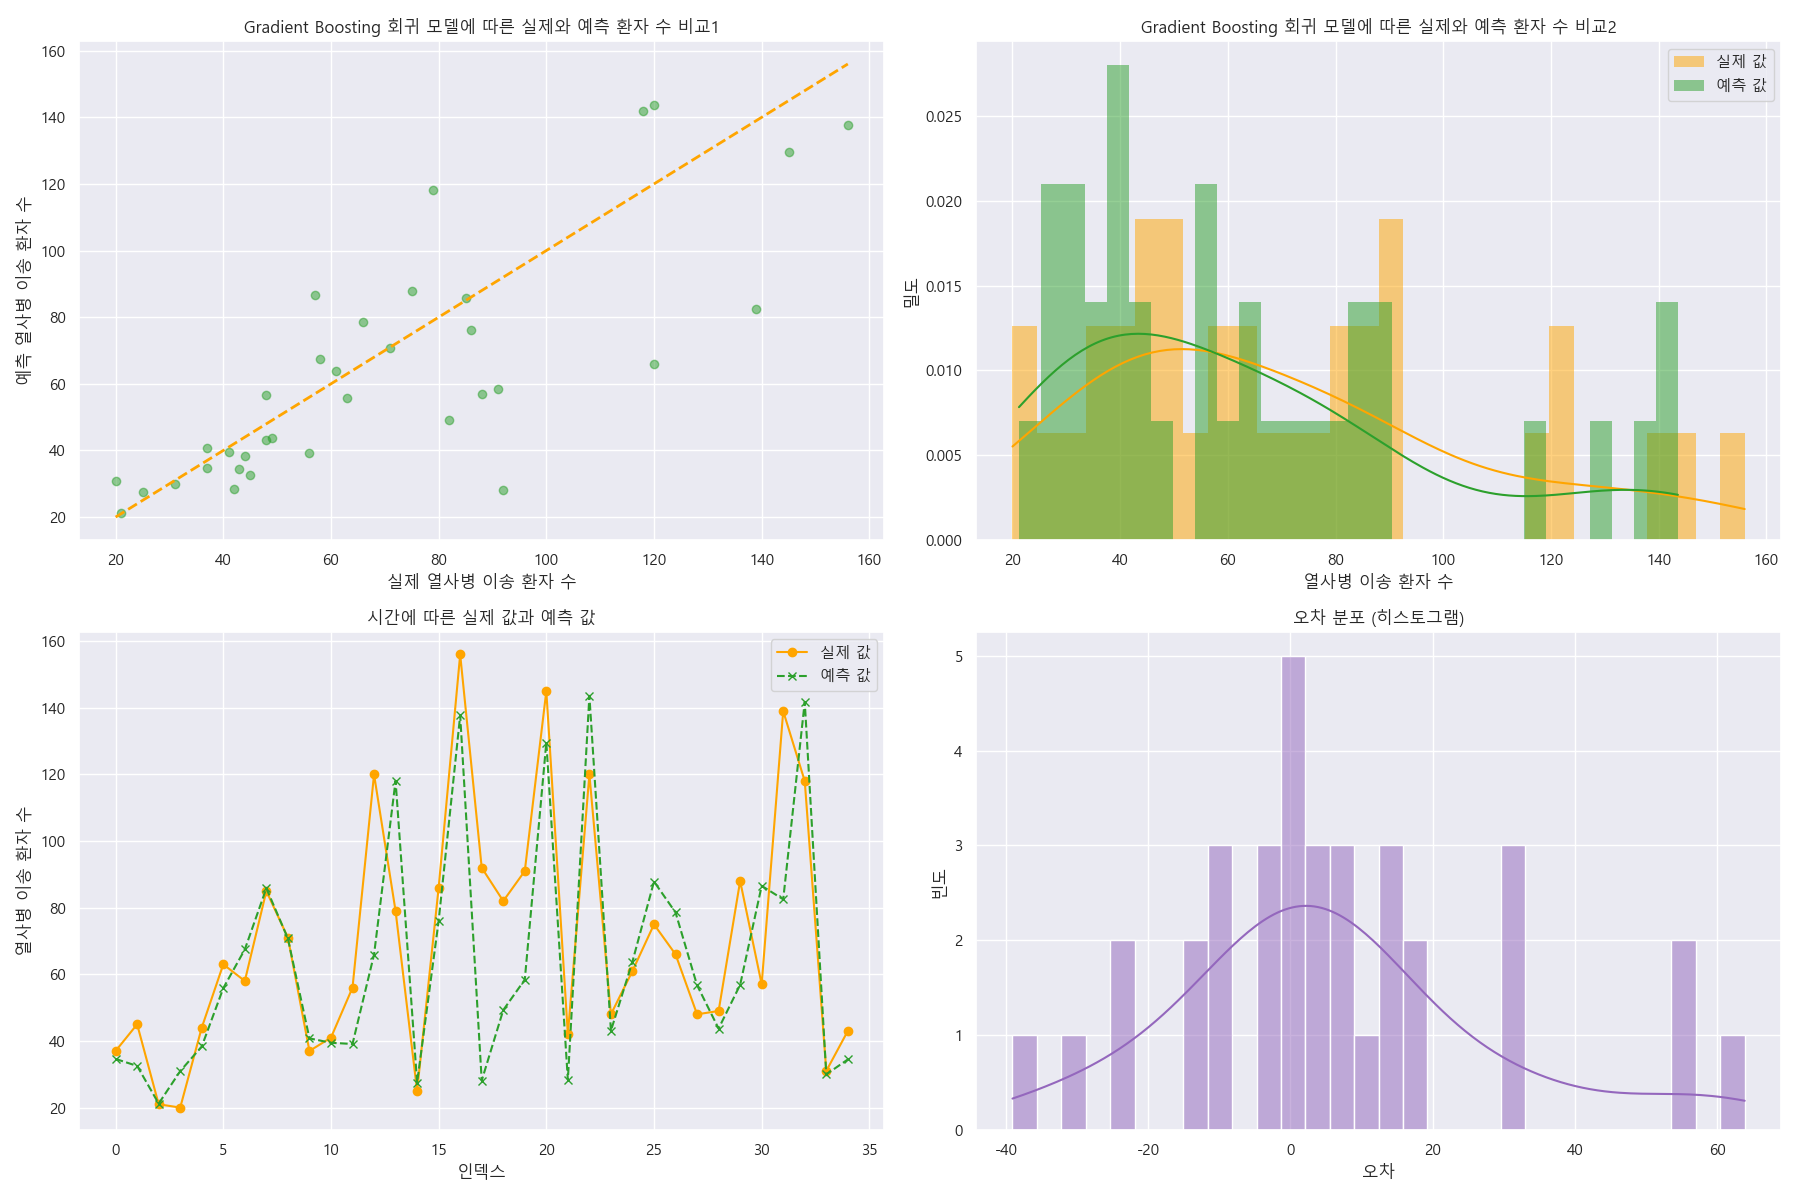 Gradient Boosting 회귀 모델에 따른 실제와 예측 환자 수 비교1
160
140
120
100
80
60
40
20
예측 열사병 이송 환자 수
20 40 60 80 100 120 140 160
실제 열사병 이송 환자 수
Gradient Boosting 회귀 모델에 따른 실제와 예측 환자 수 비교2
실제 값
예측 값
0.025
0.020
0.015
0.010
0.005
0.000
밀도
20 40 60 80 100 120 140 160
열사병 이송 환자 수
시간에 따른 실제 값과 예측 값
실제 값
예측 값
160
140
120
100
80
60
40
20
열사병 이송 환자 수
0 5 10 15 20 25 30 35
인덱스
오차 분포 (히스토그램)
5
4
3
2
1
0
빈도
-40 -20 0 20 40 60
오차